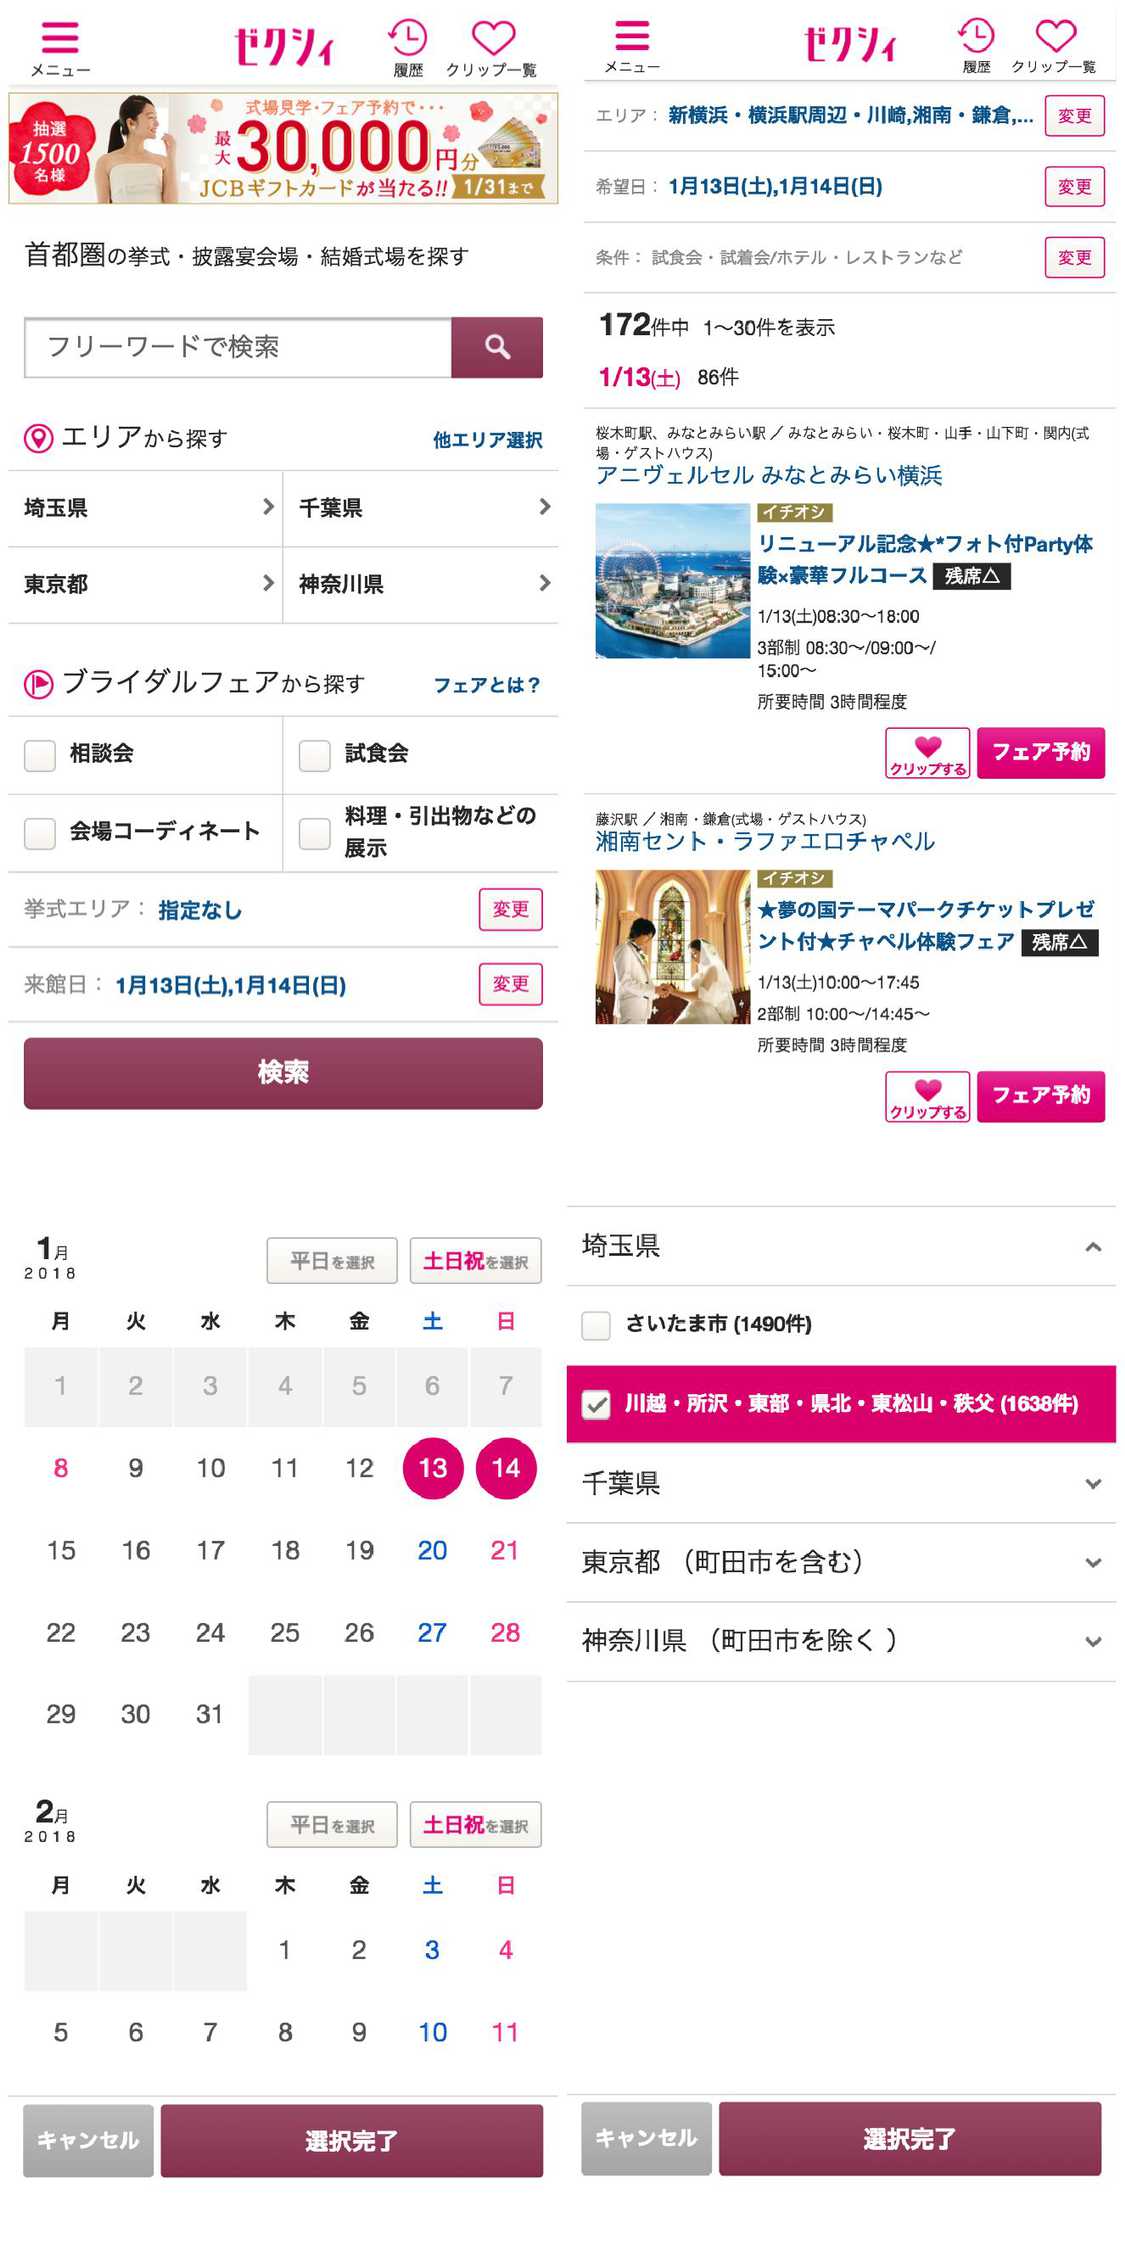 メニュー
ゼクシィ
履歴
クリップ一覧
抽選
1500
名様
式場見学・フェア予約で・・・
最大30,000円分
JCBギフトカードが当たる!!
1/31まで
首都圏の挙式・披露宴会場・結婚式場を探す
フリーワードで検索
エリアから探す
他エリア選択
埼玉県
千葉県
東京都
神奈川県
ブライダルフェアから探す
フェアとは？
相談会
試食会
会場コーディネート
料理・引出物などの
展示
挙式エリア： 指定なし
変更
来館日： 1月13日(土),1月14日(日)
変更
検索
メニュー
ゼクシィ
履歴
クリップ一覧
エリア： 新横浜・横浜駅周辺・川崎,湘南・鎌倉,...
変更
希望日： 1月13日(土),1月14日(日)
変更
条件： 試食会・試着会/ホテル・レストランなど
変更
172件中 1〜30件を表示
1/13(土) 86件
桜木町駅、みなとみらい駅 ／ みなとみらい・桜木町・山手・山下町・関内(式
場・ゲストハウス)
アニヴェルセル みなとみらい横浜
イチオシ
リニューアル記念★*フォト付Party体
験×豪華フルコース 残席△
1/13(土)08:30〜18:00
3部制 08:30〜/09:00〜/
15:00〜
所要時間 3時間程度
クリップする
フェア予約
藤沢駅 ／ 湘南・鎌倉(式場・ゲストハウス)
湘南セント・ラファエロチャペル
イチオシ
★夢の国テーマパークチケットプレゼ
ント付★チャペル体験フェア 残席△
1/13(土)10:00〜17:45
2部制 10:00〜/14:45〜
所要時間 3時間程度
クリップする
フェア予約
1月
2018
平日を選択
土日祝を選択
月 火 水 木 金 土 日
1 2 3 4 5 6 7
8 9 10 11 12 13 14
15 16 17 18 19 20 21
22 23 24 25 26 27 28
29 30 31
2月
2018
平日を選択
土日祝を選択
月 火 水 木 金 土 日
1 2 3 4
5 6 7 8 9 10 11
キャンセル
選択完了
埼玉県
さいたま市 (1490件)
川越・所沢・東部・県北・東松山・秩父 (1638件)
千葉県
東京都 （町田市を含む）
神奈川県 （町田市を除く ）
キャンセル
選択完了